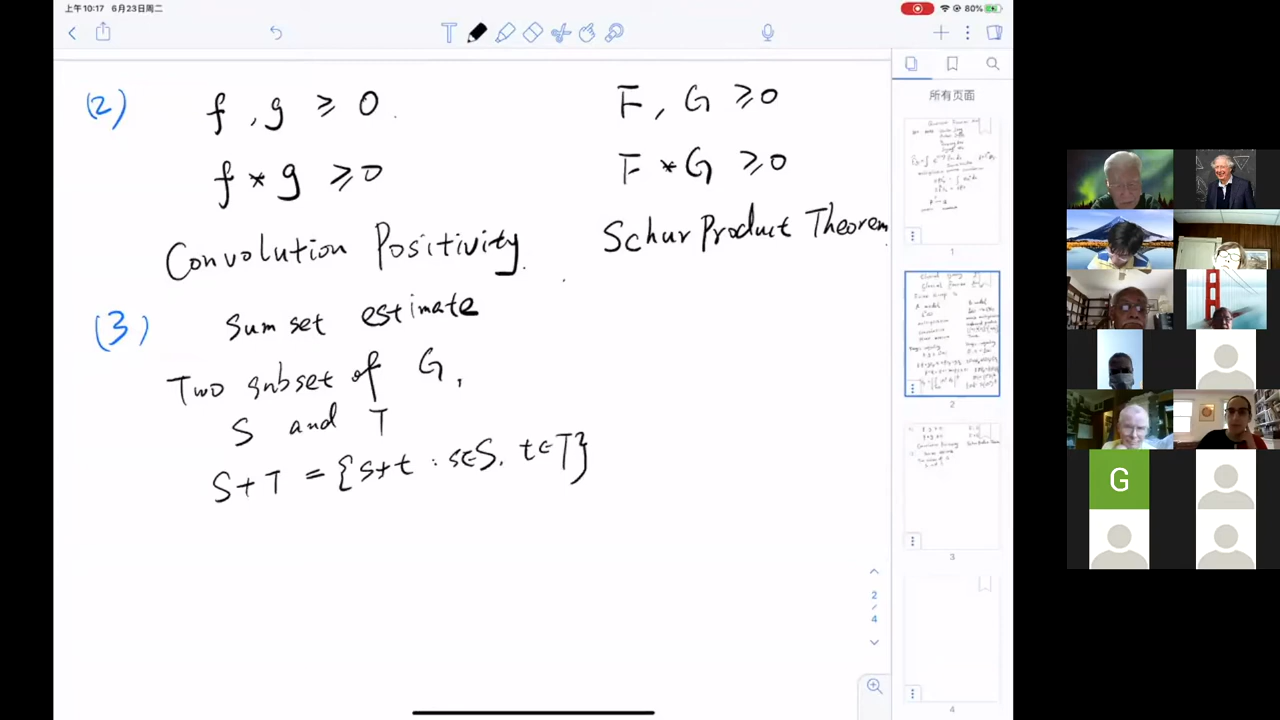 上午10:17 6月23日周二
80%
(2) f, g ≥ 0 F, G ≥0
f * g ≥0 F * G ≥0
Convolution Positivity. Schur Product Theorem
(3) Sum set estimate
Two subset of G,
S and T
S+T = {s+t : s∈S, t∈T}
所有页面
1
2
3
4
2
/
4
G